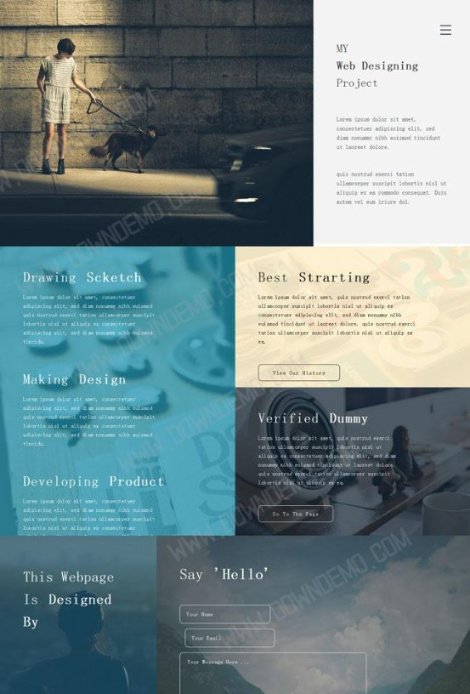 MY
Web Designing
Project
Lorem ipsum dolor sit amet,
consectetuer adipiscing elit, sed
diam nonummy nibh euismod tincidunt
ut laoreet dolore.
quis nostrud exerci tation
ullamcorper suscipit lobortis nisl ut
aliquip ex ea commodo consequat. Duis
autem vel eum iriure dol.
Drawing Scketch
Lorem ipsum dolor sit amet, consectetuer
adipiscing elit, sed diam nonummy nibh euismod
quis nostrud exerci tation ullamcorper suscipit
lobortis nisl ut aliquip ex consectetuer
adipiscing elit, sed diam nonummy nibh euismod
tincidu.
Making Design
Lorem ipsum dolor sit amet, consectetuer
adipiscing elit, sed diam nonummy nibh euismod
quis nostrud exerci tation ullamcorper suscipit
lobortis nisl ut aliquip ex
Developing Product
Lorem ipsum dolor sit amet, consectetuer
adipiscing elit, sed diam nonummy nibh euismod
quis nostrud exerci tation ullamcorper suscipit
lobortis nisl ut aliquip ex consectetuer
Best Strarting
Lorem ipsum dolor sit amet, quis nostrud exerci tation
ullamcorper suscipit lobortis nisl ut aliquip ex
consectetuer adipiscing elit, sed diam nonummy nibh
euismod tincidunt ut laoreet dolore. quis nostrud exerci
tation ullamcorper suscipit lobortis nisl ut aliquip ex
ea.
View Our History
Verified Dummy
Lorem ipsum dolor sit amet, quis nostrud exerci
tation ullamcorper suscipit lobortis nisl ut
aliquip ex consectetuer adipiscing elit, sed diam
nonummy nibh euismod tincidunt ut laoreet dolore
quis nostrud exerci tation ullamcorper suscipit
lobortis nisl ut aliquip ex ea.
Go To The Page
This Webpage
Is Designed
By
Say 'Hello'
Your Name
Your Email
Your Message Here ...